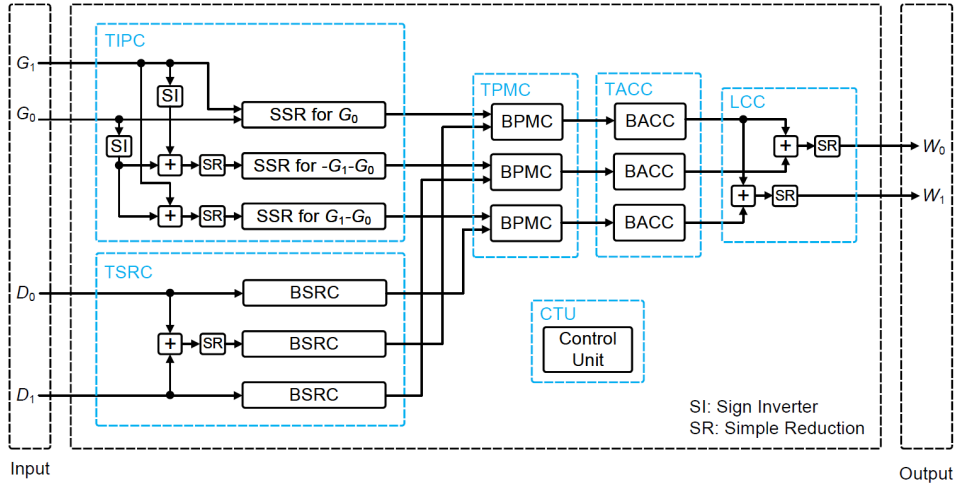 TIPC
G1
SI
G0
SSR for G0
SI
+
SR
SSR for -G1-G0
+
SR
SSR for G1-G0
TSRC
D0
BSRC
+
SR
BSRC
D1
BSRC
TPMC
BPMC
BPMC
BPMC
TACC
BACC
BACC
BACC
LCC
+
SR
+
SR
W0
W1
CTU
Control
Unit
SI: Sign Inverter
SR: Simple Reduction
Input
Output